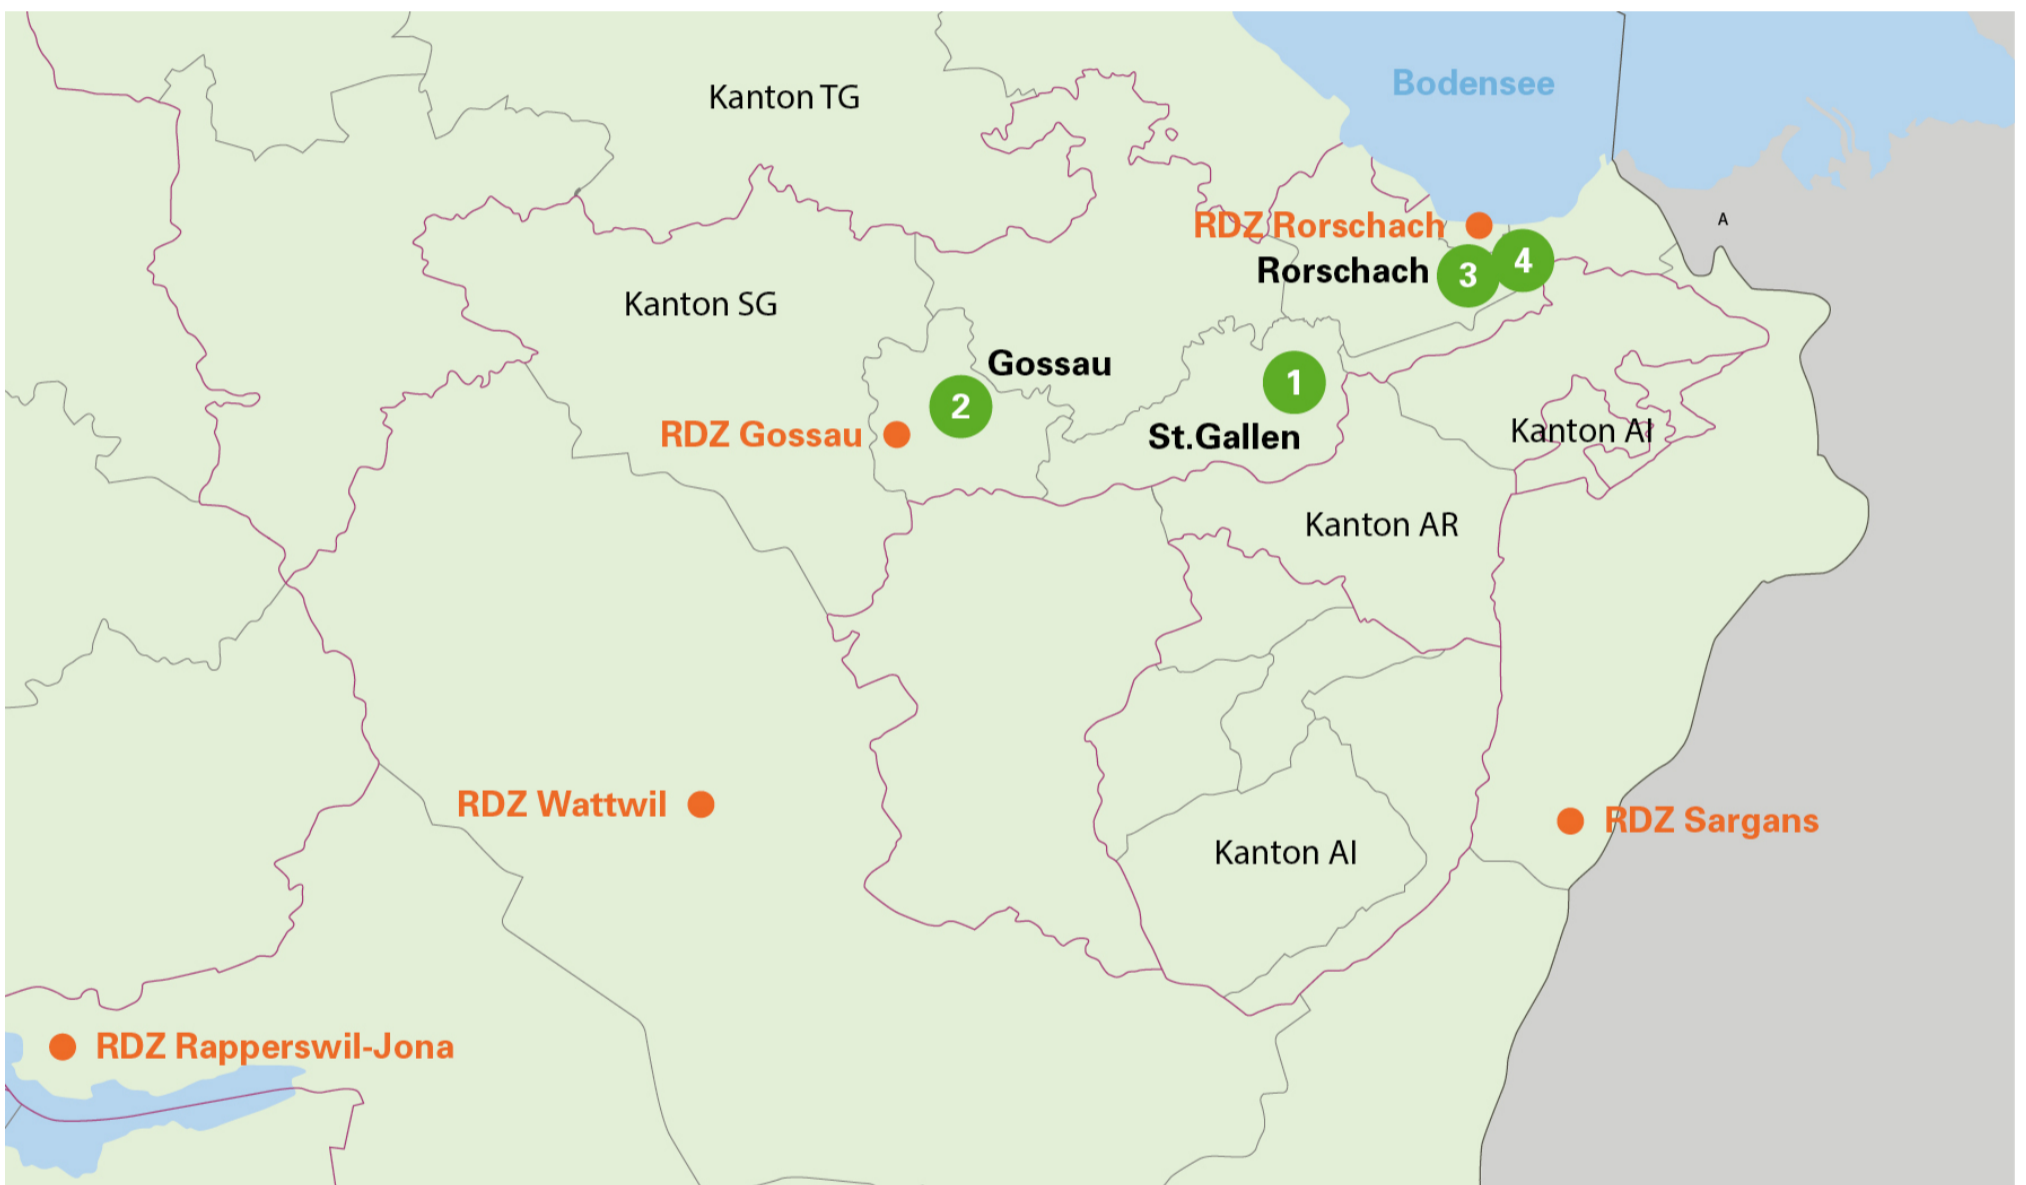 Bodensee
Kanton TG
A
RDZ Rorschach
Rorschach
3
4
Kanton SG
Gossau
1
2
RDZ Gossau
St.Gallen
Kanton AI
Kanton AR
RDZ Wattwil
RDZ Sargans
Kanton AI
RDZ Rapperswil-Jona